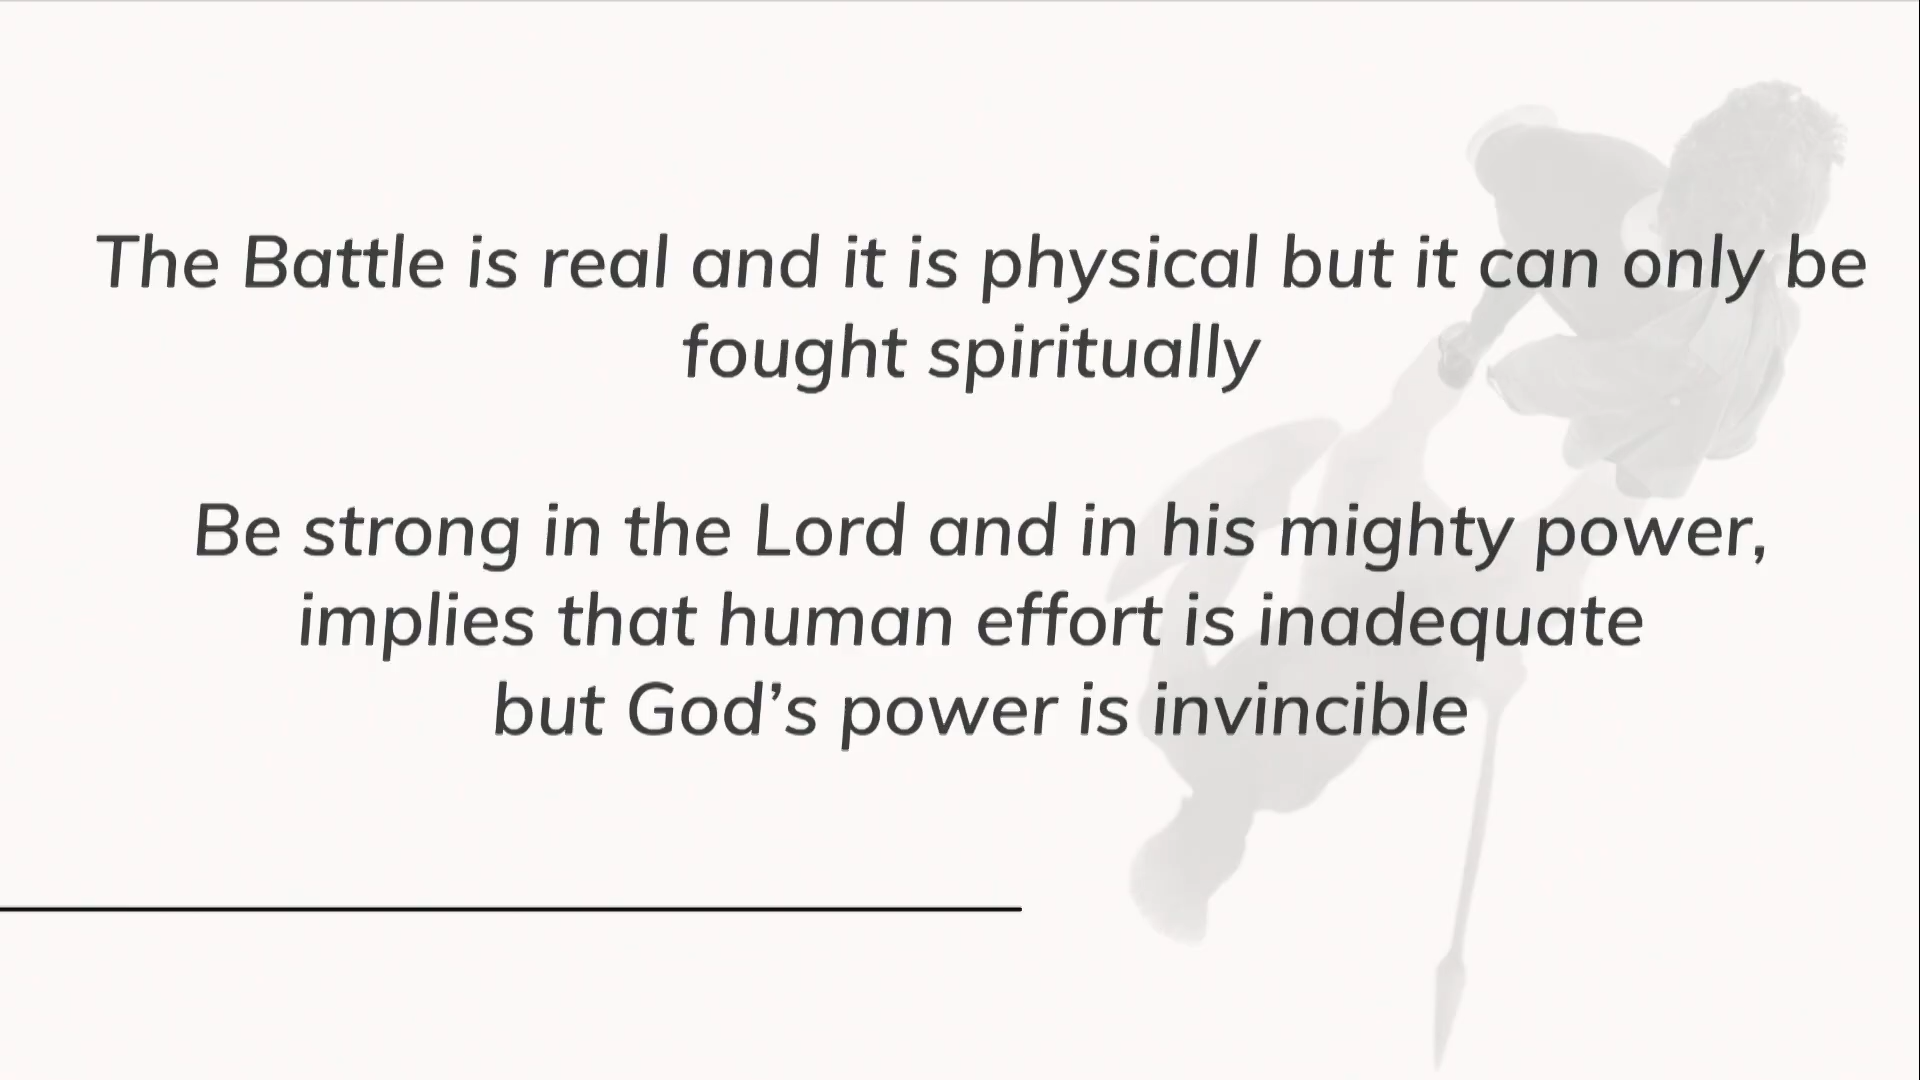 The Battle is real and it is physical but it can only be
fought spiritually
Be strong in the Lord and in his mighty power,
implies that human effort is inadequate
but God’s power is invincible